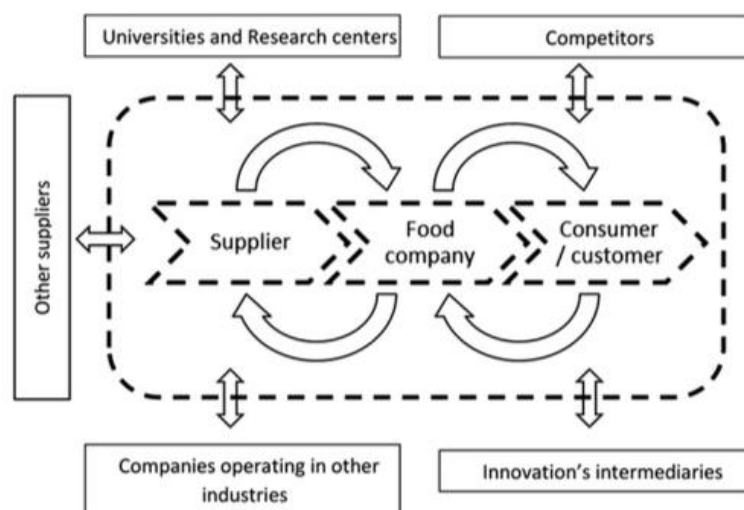 Universities and Research centers
Competitors
Other suppliers
Supplier
Food
company
Consumer
/ customer
Companies operating in other
industries
Innovation's intermediaries